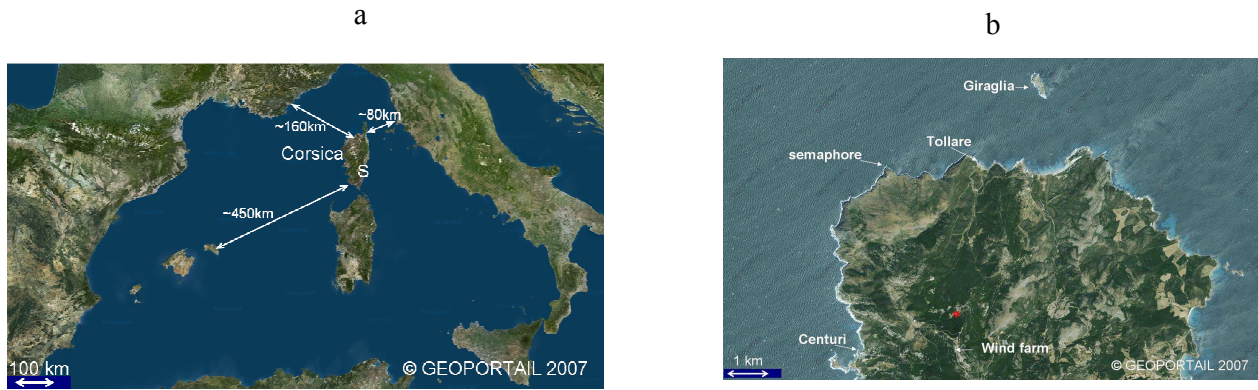 a
~160km
~80km
Corsica
S
~450km
100 km
© GEOPORTAIL 2007
b
Giraglia
Tollare
semaphore
Centuri
Wind farm
1 km
© GEOPORTAIL 2007